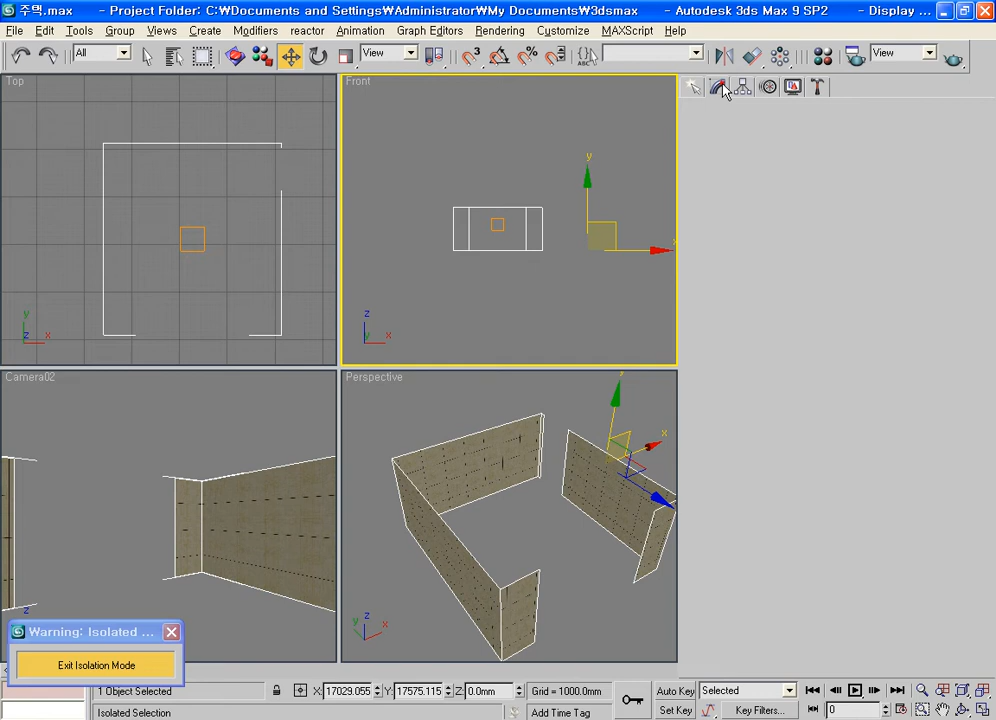 주택.max - Project Folder: C:₩Documents and Settings₩Administrator₩My Documents₩3dsmax - Autodesk 3ds Max 9 SP2 - Display ...
File Edit Tools Group Views Create Modifiers reactor Animation Graph Editors Rendering Customize MAXScript Help
All View View
Top Front
y
x
y
z x
z
y x
Camera02 Perspective
y
x
z
z
y x
Warning: Isolated ...
Exit Isolation Mode
1 Object Selected X: 17029.055 Y: 17575.115 Z: 0.0mm Grid = 1000.0mm Auto Key Selected
Isolated Selection Add Time Tag Set Key Key Filters... 0